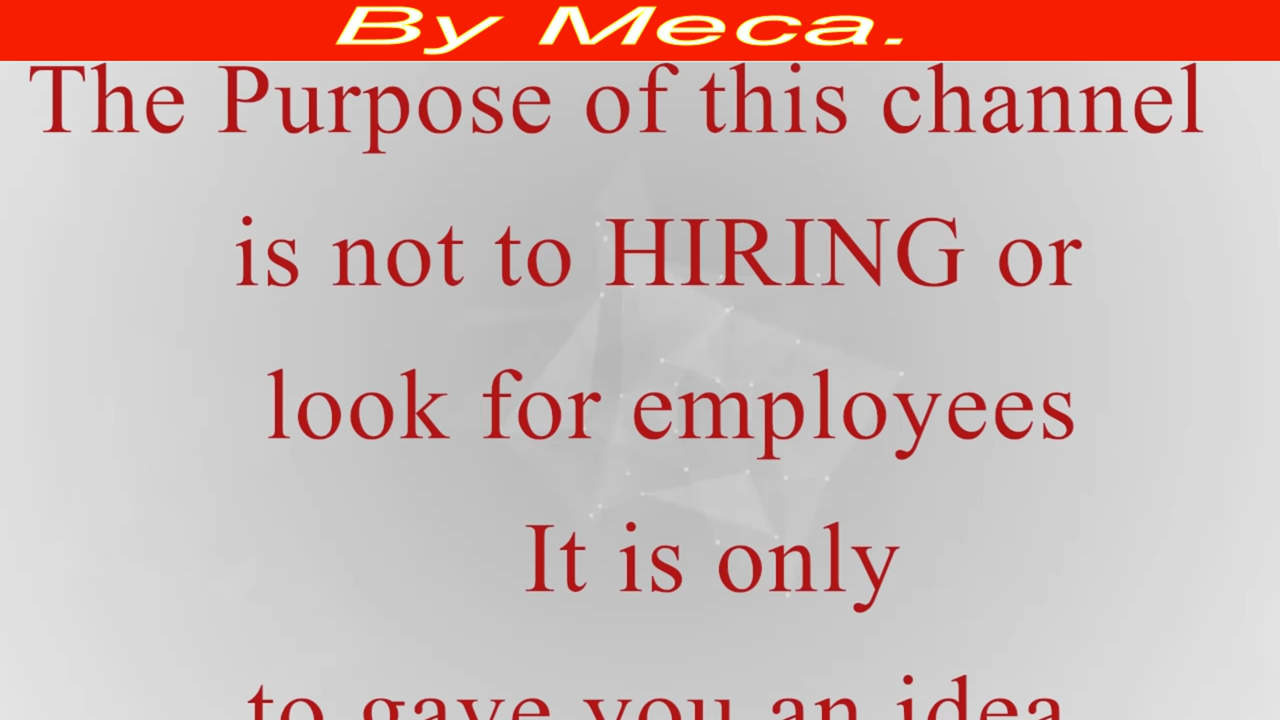 By Meca.
The Purpose of this channel
is not to HIRING or
look for employees
It is only
to gave you an idea